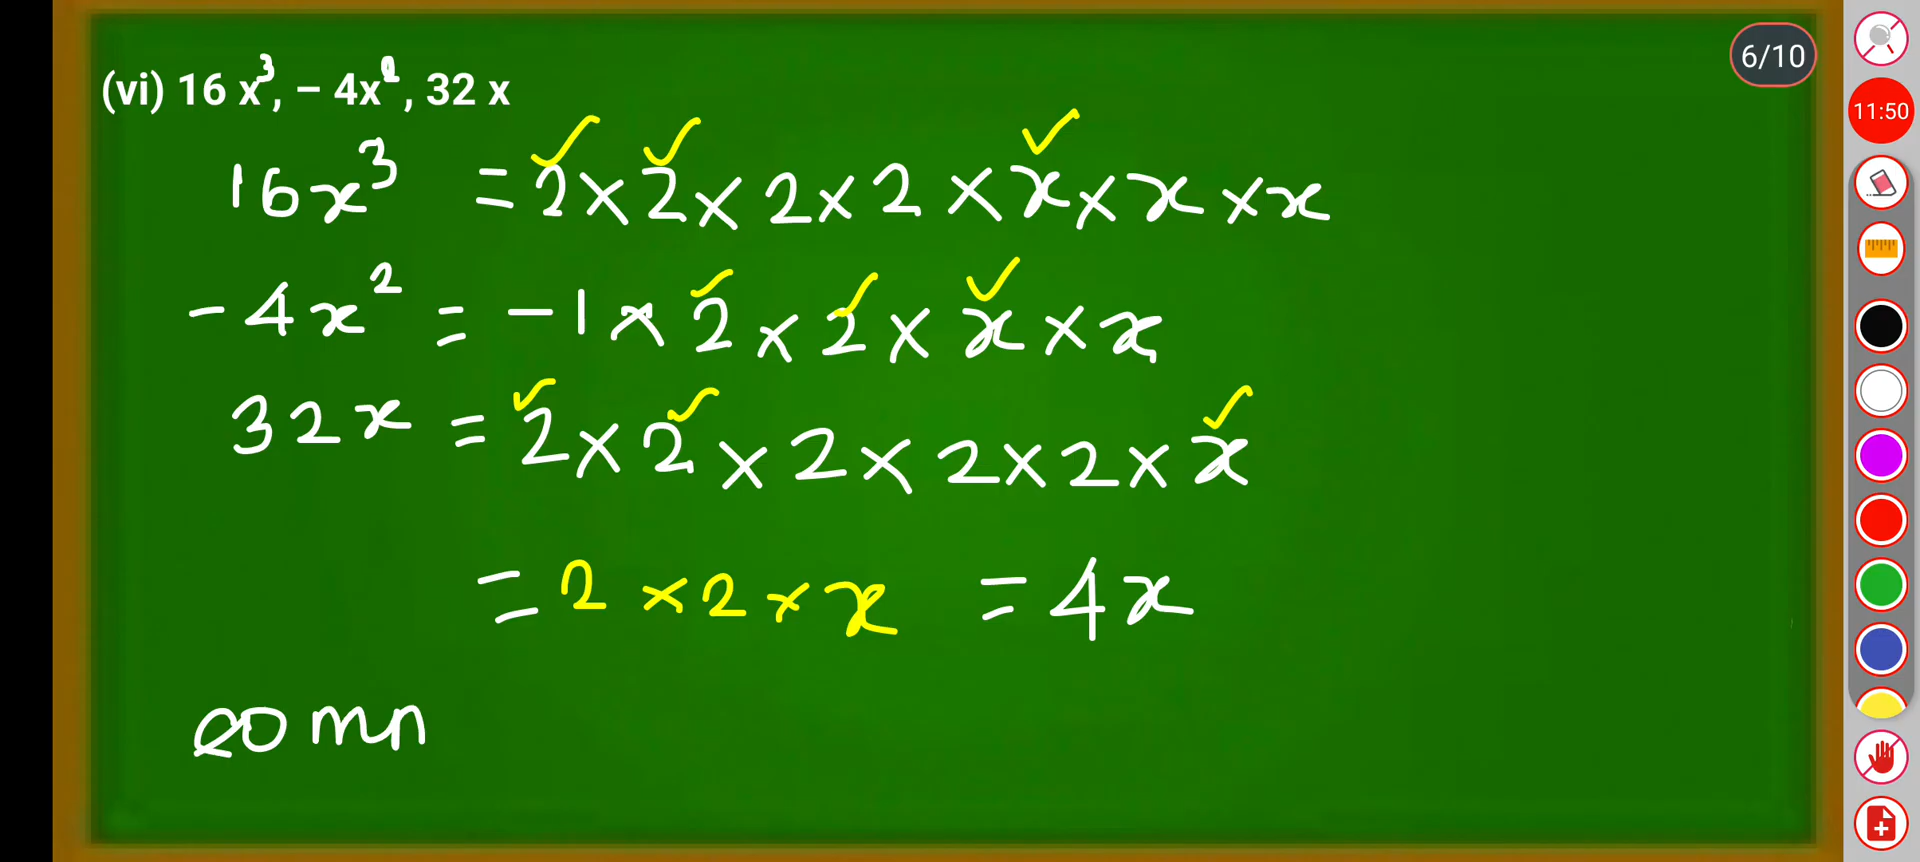 6/10
(vi) 16 x³, – 4x², 32 x
11:50
16x³ = 2 × 2 × 2 × 2 × x × x × x
-4x² = -1 × 2 × 2 × x × x
32x = 2 × 2 × 2 × 2 × 2 × x
= 2 × 2 × x = 4x
20 mn